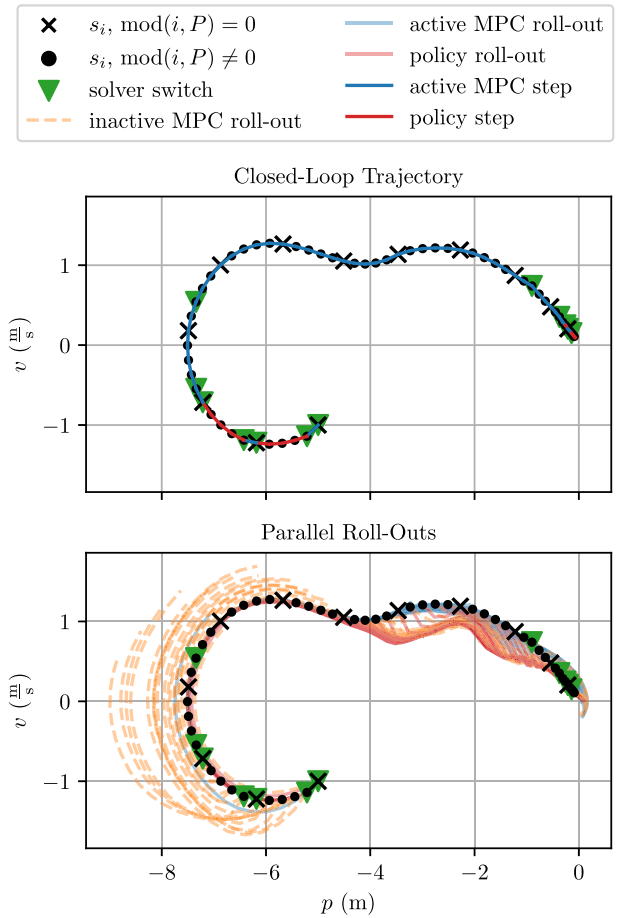 s_i, mod(i, P) = 0
s_i, mod(i, P) ≠ 0
solver switch
inactive MPC roll-out
active MPC roll-out
policy roll-out
active MPC step
policy step
Closed-Loop Trajectory
v (m/s)
1
0
−1
Parallel Roll-Outs
v (m/s)
1
0
−1
−8 −6 −4 −2 0
p (m)